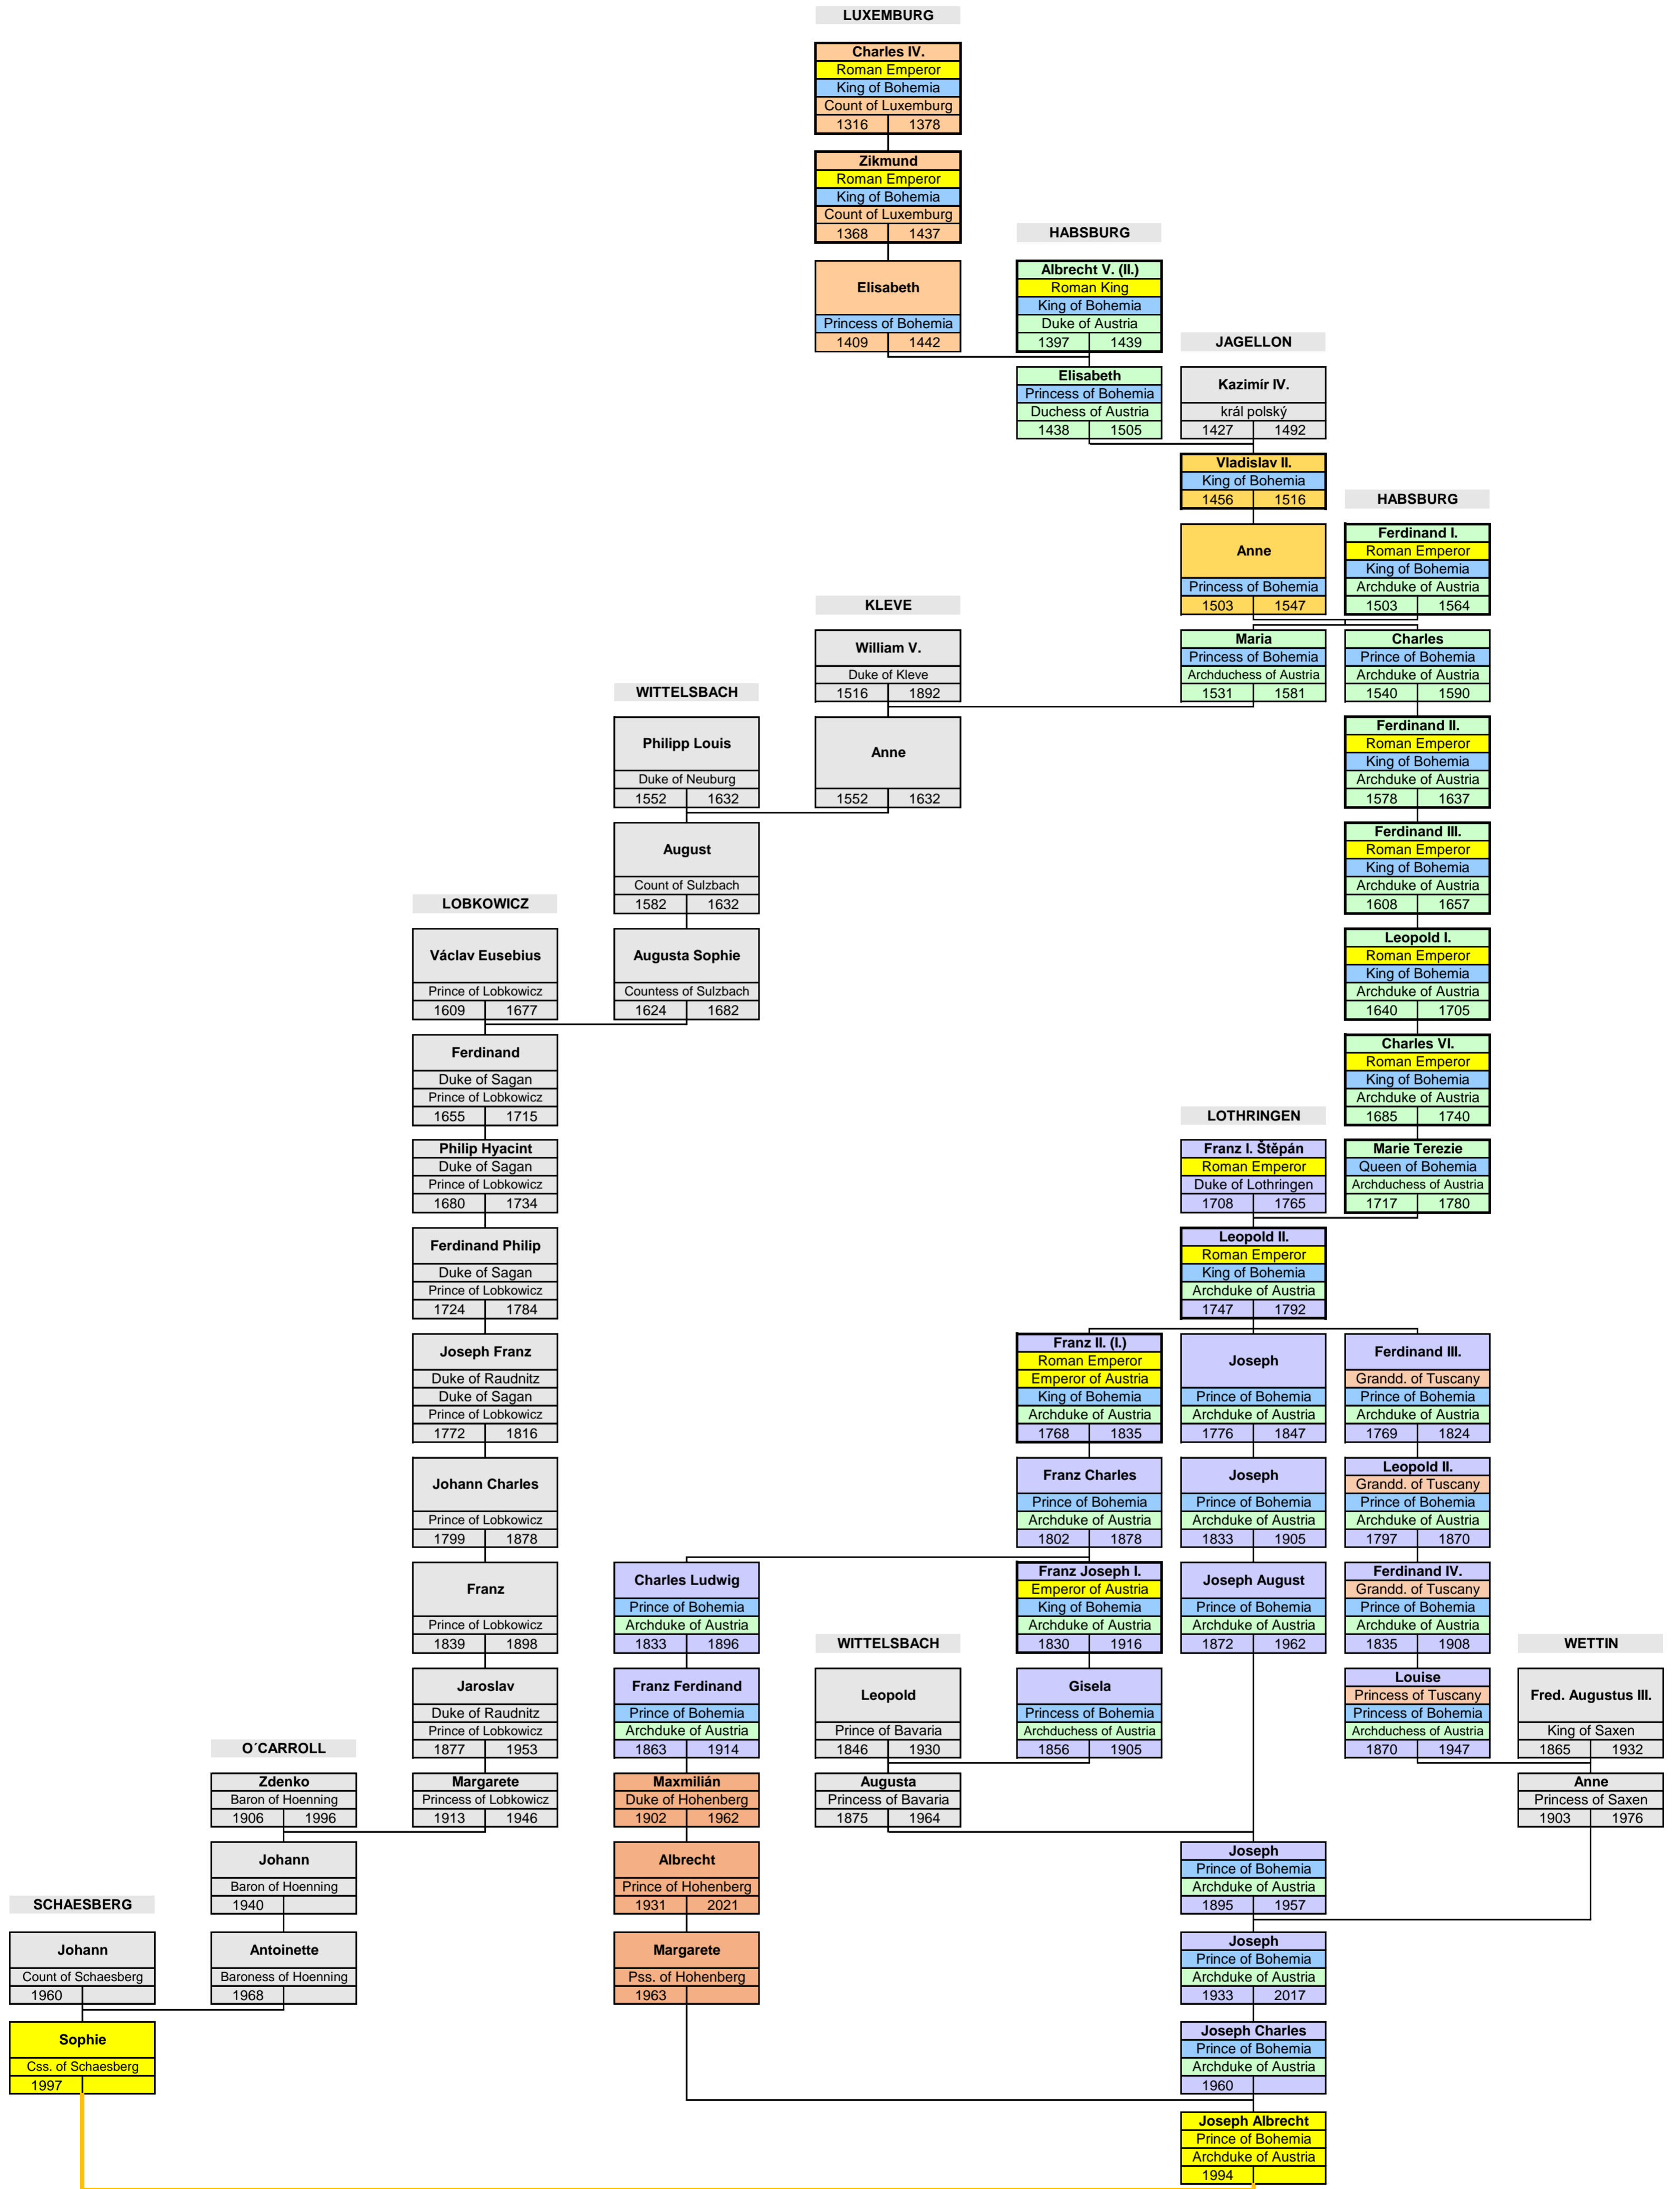 LUXEMBURG
Charles IV.
Roman Emperor
King of Bohemia
Count of Luxemburg
1316 1378
Zikmund
Roman Emperor
King of Bohemia
Count of Luxemburg
1368 1437
HABSBURG
Elisabeth
Princess of Bohemia
1409 1442
Albrecht V. (II.)
Roman King
King of Bohemia
Duke of Austria
1397 1439
JAGELLON
Elisabeth
Princess of Bohemia
Duchess of Austria
1438 1505
Kazimír IV.
král polský
1427 1492
Vladislav II.
King of Bohemia
1456 1516
HABSBURG
Anne
Princess of Bohemia
1503 1547
Ferdinand I.
Roman Emperor
King of Bohemia
Archduke of Austria
1503 1564
KLEVE
William V.
Duke of Kleve
1516 1892
Maria
Princess of Bohemia
Archduchess of Austria
1531 1581
Charles
Prince of Bohemia
Archduke of Austria
1540 1590
WITTELSBACH
Philipp Louis
Duke of Neuburg
1552 1632
Anne
1552 1632
Ferdinand II.
Roman Emperor
King of Bohemia
Archduke of Austria
1578 1637
August
Count of Sulzbach
1582 1632
Ferdinand III.
Roman Emperor
King of Bohemia
Archduke of Austria
1608 1657
LOBKOWICZ
Václav Eusebius
Prince of Lobkowicz
1609 1677
Augusta Sophie
Countess of Sulzbach
1624 1682
Leopold I.
Roman Emperor
King of Bohemia
Archduke of Austria
1640 1705
Ferdinand
Duke of Sagan
Prince of Lobkowicz
1655 1715
Charles VI.
Roman Emperor
King of Bohemia
Archduke of Austria
1685 1740
LOTHRINGEN
Philip Hyacint
Duke of Sagan
Prince of Lobkowicz
1680 1734
Franz I. Štěpán
Roman Emperor
Duke of Lothringen
1708 1765
Marie Terezie
Queen of Bohemia
Archduchess of Austria
1717 1780
Ferdinand Philip
Duke of Sagan
Prince of Lobkowicz
1724 1784
Leopold II.
Roman Emperor
King of Bohemia
Archduke of Austria
1747 1792
Joseph Franz
Duke of Raudnitz
Duke of Sagan
Prince of Lobkowicz
1772 1816
Franz II. (I.)
Roman Emperor
Emperor of Austria
King of Bohemia
Archduke of Austria
1768 1835
Joseph
Prince of Bohemia
Archduke of Austria
1776 1847
Ferdinand III.
Grandd. of Tuscany
Prince of Bohemia
Archduke of Austria
1769 1824
Johann Charles
Prince of Lobkowicz
1799 1878
Franz Charles
Prince of Bohemia
Archduke of Austria
1802 1878
Joseph
Prince of Bohemia
Archduke of Austria
1833 1905
Leopold II.
Grandd. of Tuscany
Prince of Bohemia
Archduke of Austria
1797 1870
Franz
Prince of Lobkowicz
1839 1898
Charles Ludwig
Prince of Bohemia
Archduke of Austria
1833 1896
Franz Joseph I.
Emperor of Austria
King of Bohemia
Archduke of Austria
1830 1916
Joseph August
Prince of Bohemia
Archduke of Austria
1872 1962
Ferdinand IV.
Grandd. of Tuscany
Prince of Bohemia
Archduke of Austria
1835 1908
WITTELSBACH
WETTIN
Jaroslav
Duke of Raudnitz
Prince of Lobkowicz
1877 1953
Franz Ferdinand
Prince of Bohemia
Archduke of Austria
1863 1914
Leopold
Prince of Bavaria
1846 1930
Gisela
Princess of Bohemia
Archduchess of Austria
1856 1905
Louise
Princess of Tuscany
Princess of Bohemia
Archduchess of Austria
1870 1947
Fred. Augustus III.
King of Saxen
1865 1932
O´CARROLL
Zdenko
Baron of Hoenning
1906 1996
Margarete
Princess of Lobkowicz
1913 1946
Maxmilián
Duke of Hohenberg
1902 1962
Augusta
Princess of Bavaria
1875 1964
Anne
Princess of Saxen
1903 1976
Johann
Baron of Hoenning
1940
Albrecht
Prince of Hohenberg
1931 2021
Joseph
Prince of Bohemia
Archduke of Austria
1895 1957
SCHAESBERG
Johann
Count of Schaesberg
1960
Antoinette
Baroness of Hoenning
1968
Margarete
Pss. of Hohenberg
1963
Joseph
Prince of Bohemia
Archduke of Austria
1933 2017
Sophie
Css. of Schaesberg
1997
Joseph Charles
Prince of Bohemia
Archduke of Austria
1960
Joseph Albrecht
Prince of Bohemia
Archduke of Austria
1994